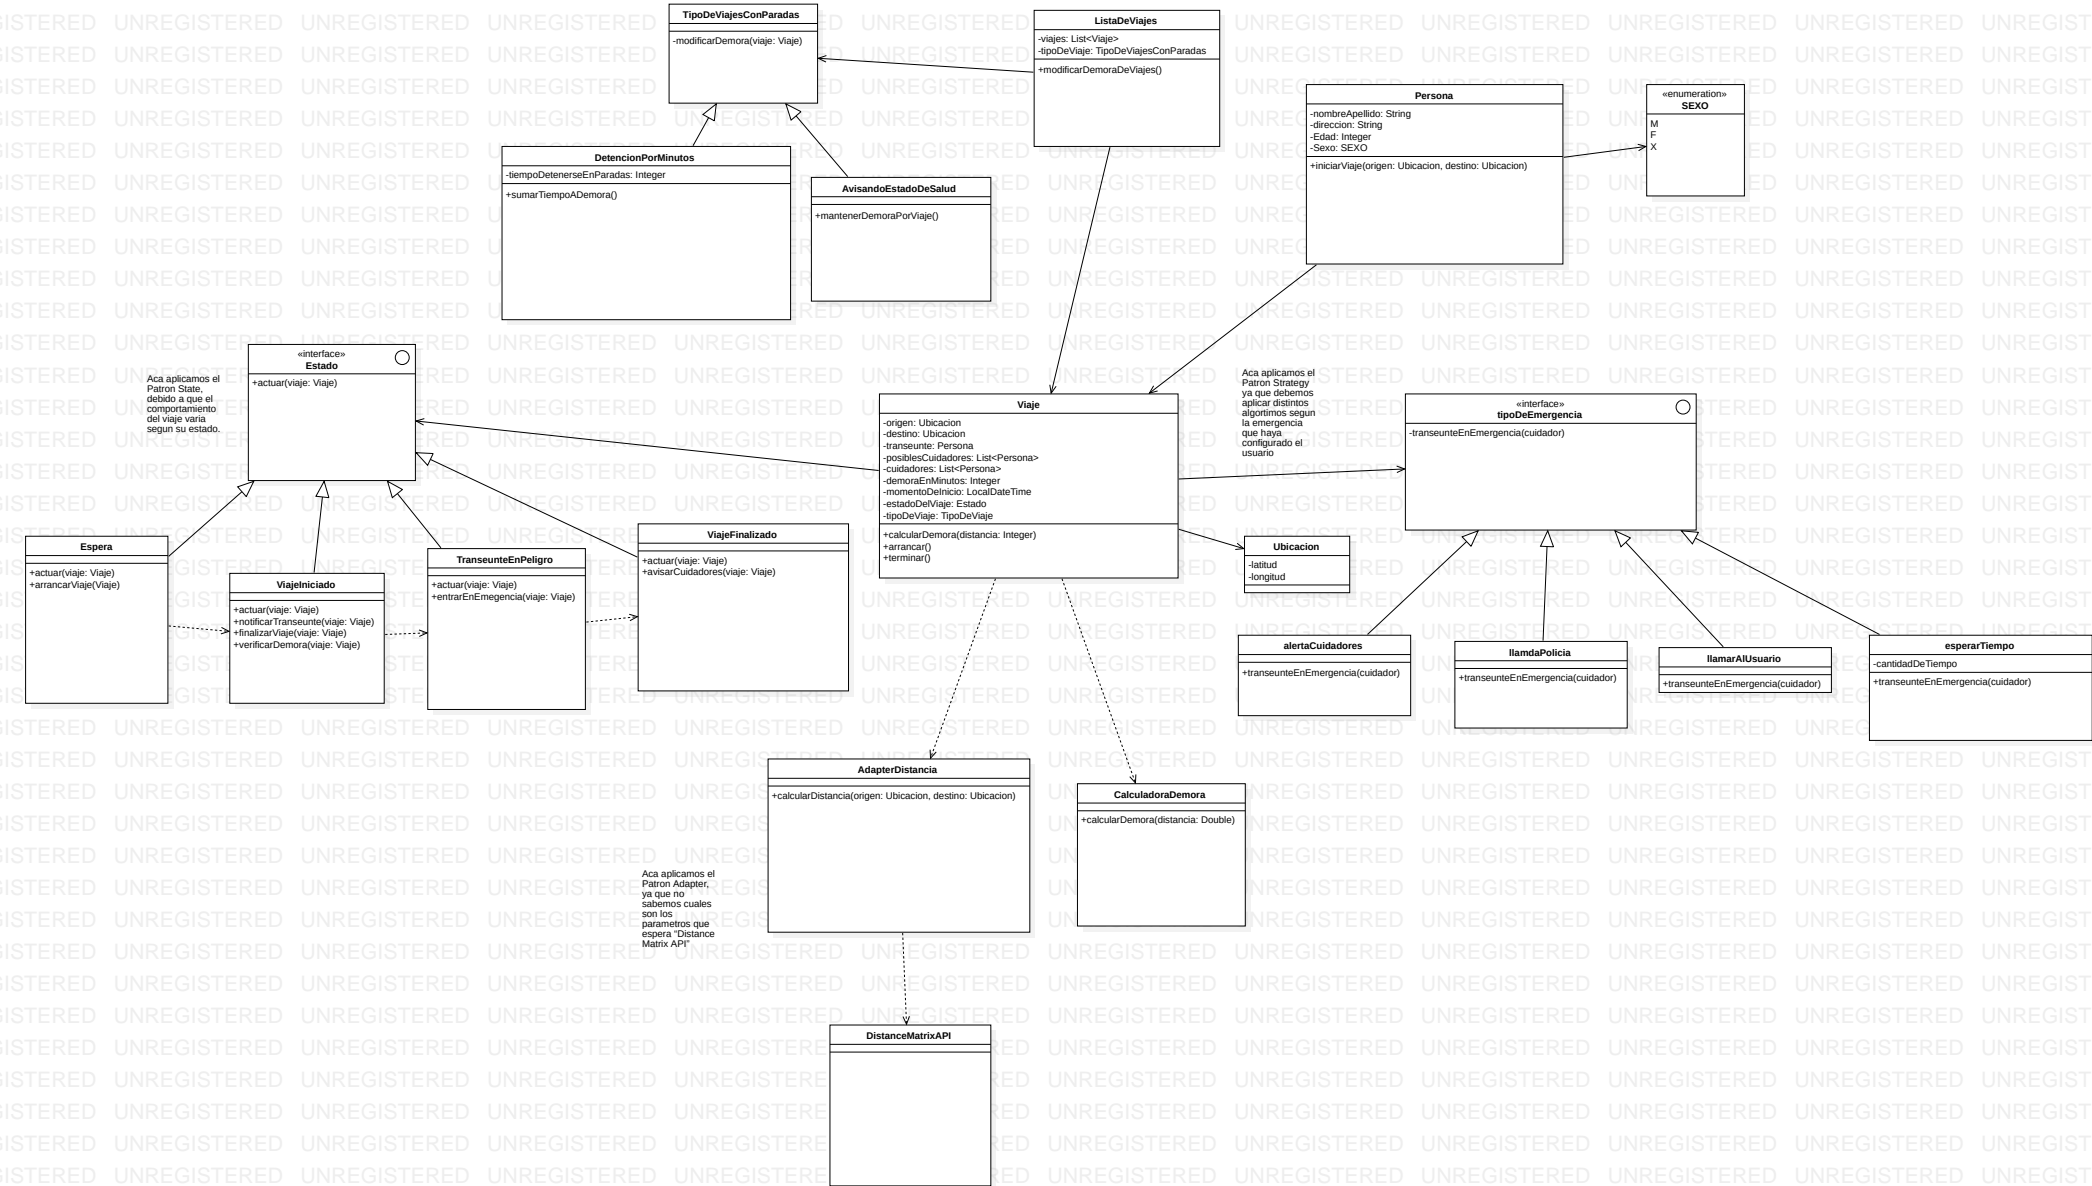 TipoDeViajesConParadas
-modificarDemora(viaje: Viaje)
ListaDeViajes
-viajes: List<Viaje>
-tipoDeViaje: TipoDeViajesConParadas
+modificarDemoraDeViajes()
Persona
-nombreApellido: String
-direccion: String
-Edad: Integer
-Sexo: SEXO
+iniciarViaje(origen: Ubicacion, destino: Ubicacion)
«enumeration»
SEXO
M
F
X
DetencionPorMinutos
-tiempoDetenerseEnParadas: Integer
+sumarTiempoADemora()
AvisandoEstadoDeSalud
+mantenerDemoraPorViaje()
Aca aplicamos el
Patron State,
debido a que el
comportamiento
del viaje varia
segun su estado.
«interface»
Estado
+actuar(viaje: Viaje)
Viaje
-origen: Ubicacion
-destino: Ubicacion
-transeunte: Persona
-posiblesCuidadores: List<Persona>
-cuidadores: List<Persona>
-demoraEnMinutos: Integer
-momentoDeInicio: LocalDateTime
-estadoDelViaje: Estado
-tipoDeViaje: TipoDeViaje
+calcularDemora(distancia: Integer)
+arrancar()
+terminar()
Aca aplicamos el
Patron Strategy
ya que debemos
aplicar distintos
algortimos segun
la emergencia
que haya
configurado el
usuario
«interface»
tipoDeEmergencia
-transeunteEnEmergencia(cuidador)
Espera
+actuar(viaje: Viaje)
+arrancarViaje(Viaje)
ViajeIniciado
+actuar(viaje: Viaje)
+notificarTranseunte(viaje: Viaje)
+finalizarViaje(viaje: Viaje)
+verificarDemora(viaje: Viaje)
TranseunteEnPeligro
+actuar(viaje: Viaje)
+entrarEnEmegencia(viaje: Viaje)
ViajeFinalizado
+actuar(viaje: Viaje)
+avisarCuidadores(viaje: Viaje)
Ubicacion
-latitud
-longitud
alertaCuidadores
+transeunteEnEmergencia(cuidador)
llamdaPolicia
+transeunteEnEmergencia(cuidador)
llamarAlUsuario
+transeunteEnEmergencia(cuidador)
esperarTiempo
-cantidadDeTiempo
+transeunteEnEmergencia(cuidador)
AdapterDistancia
+calcularDistancia(origen: Ubicacion, destino: Ubicacion)
CalculadoraDemora
+calcularDemora(distancia: Double)
Aca aplicamos el
Patron Adapter,
ya que no
sabemos cuales
son los
parametros que
espera "Distance
Matrix API"
DistanceMatrixAPI
UNREGISTERED